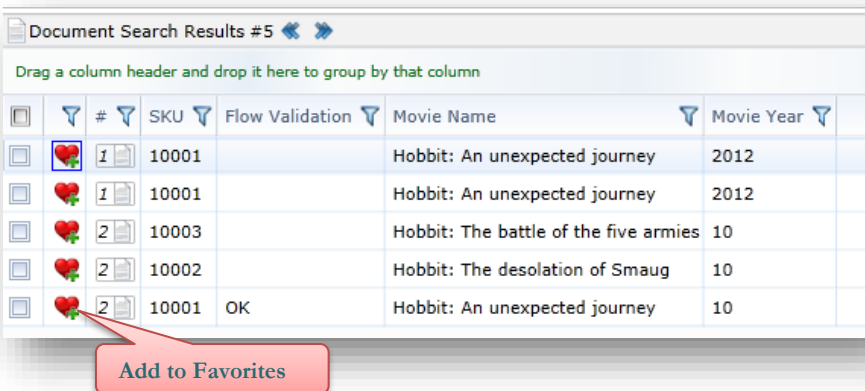 Document Search Results #5
Drag a column header and drop it here to group by that column
# SKU Flow Validation Movie Name Movie Year
1 10001 Hobbit: An unexpected journey 2012
1 10001 Hobbit: An unexpected journey 2012
2 10003 Hobbit: The battle of the five armies 10
2 10002 Hobbit: The desolation of Smaug 10
2 10001 OK Hobbit: An unexpected journey 10
Add to Favorites